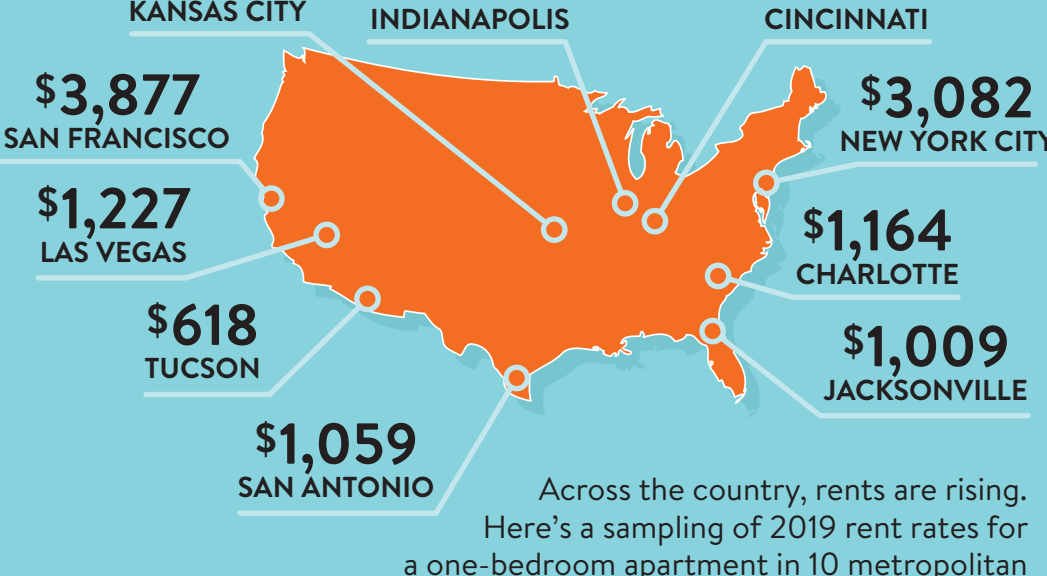 KANSAS CITY
INDIANAPOLIS
CINCINNATI
$3,877
SAN FRANCISCO
$3,082
NEW YORK CITY
$1,227
LAS VEGAS
$1,164
CHARLOTTE
$618
TUCSON
$1,009
JACKSONVILLE
$1,059
SAN ANTONIO
Across the country, rents are rising.
Here’s a sampling of 2019 rent rates for
a one-bedroom apartment in 10 metropolitan